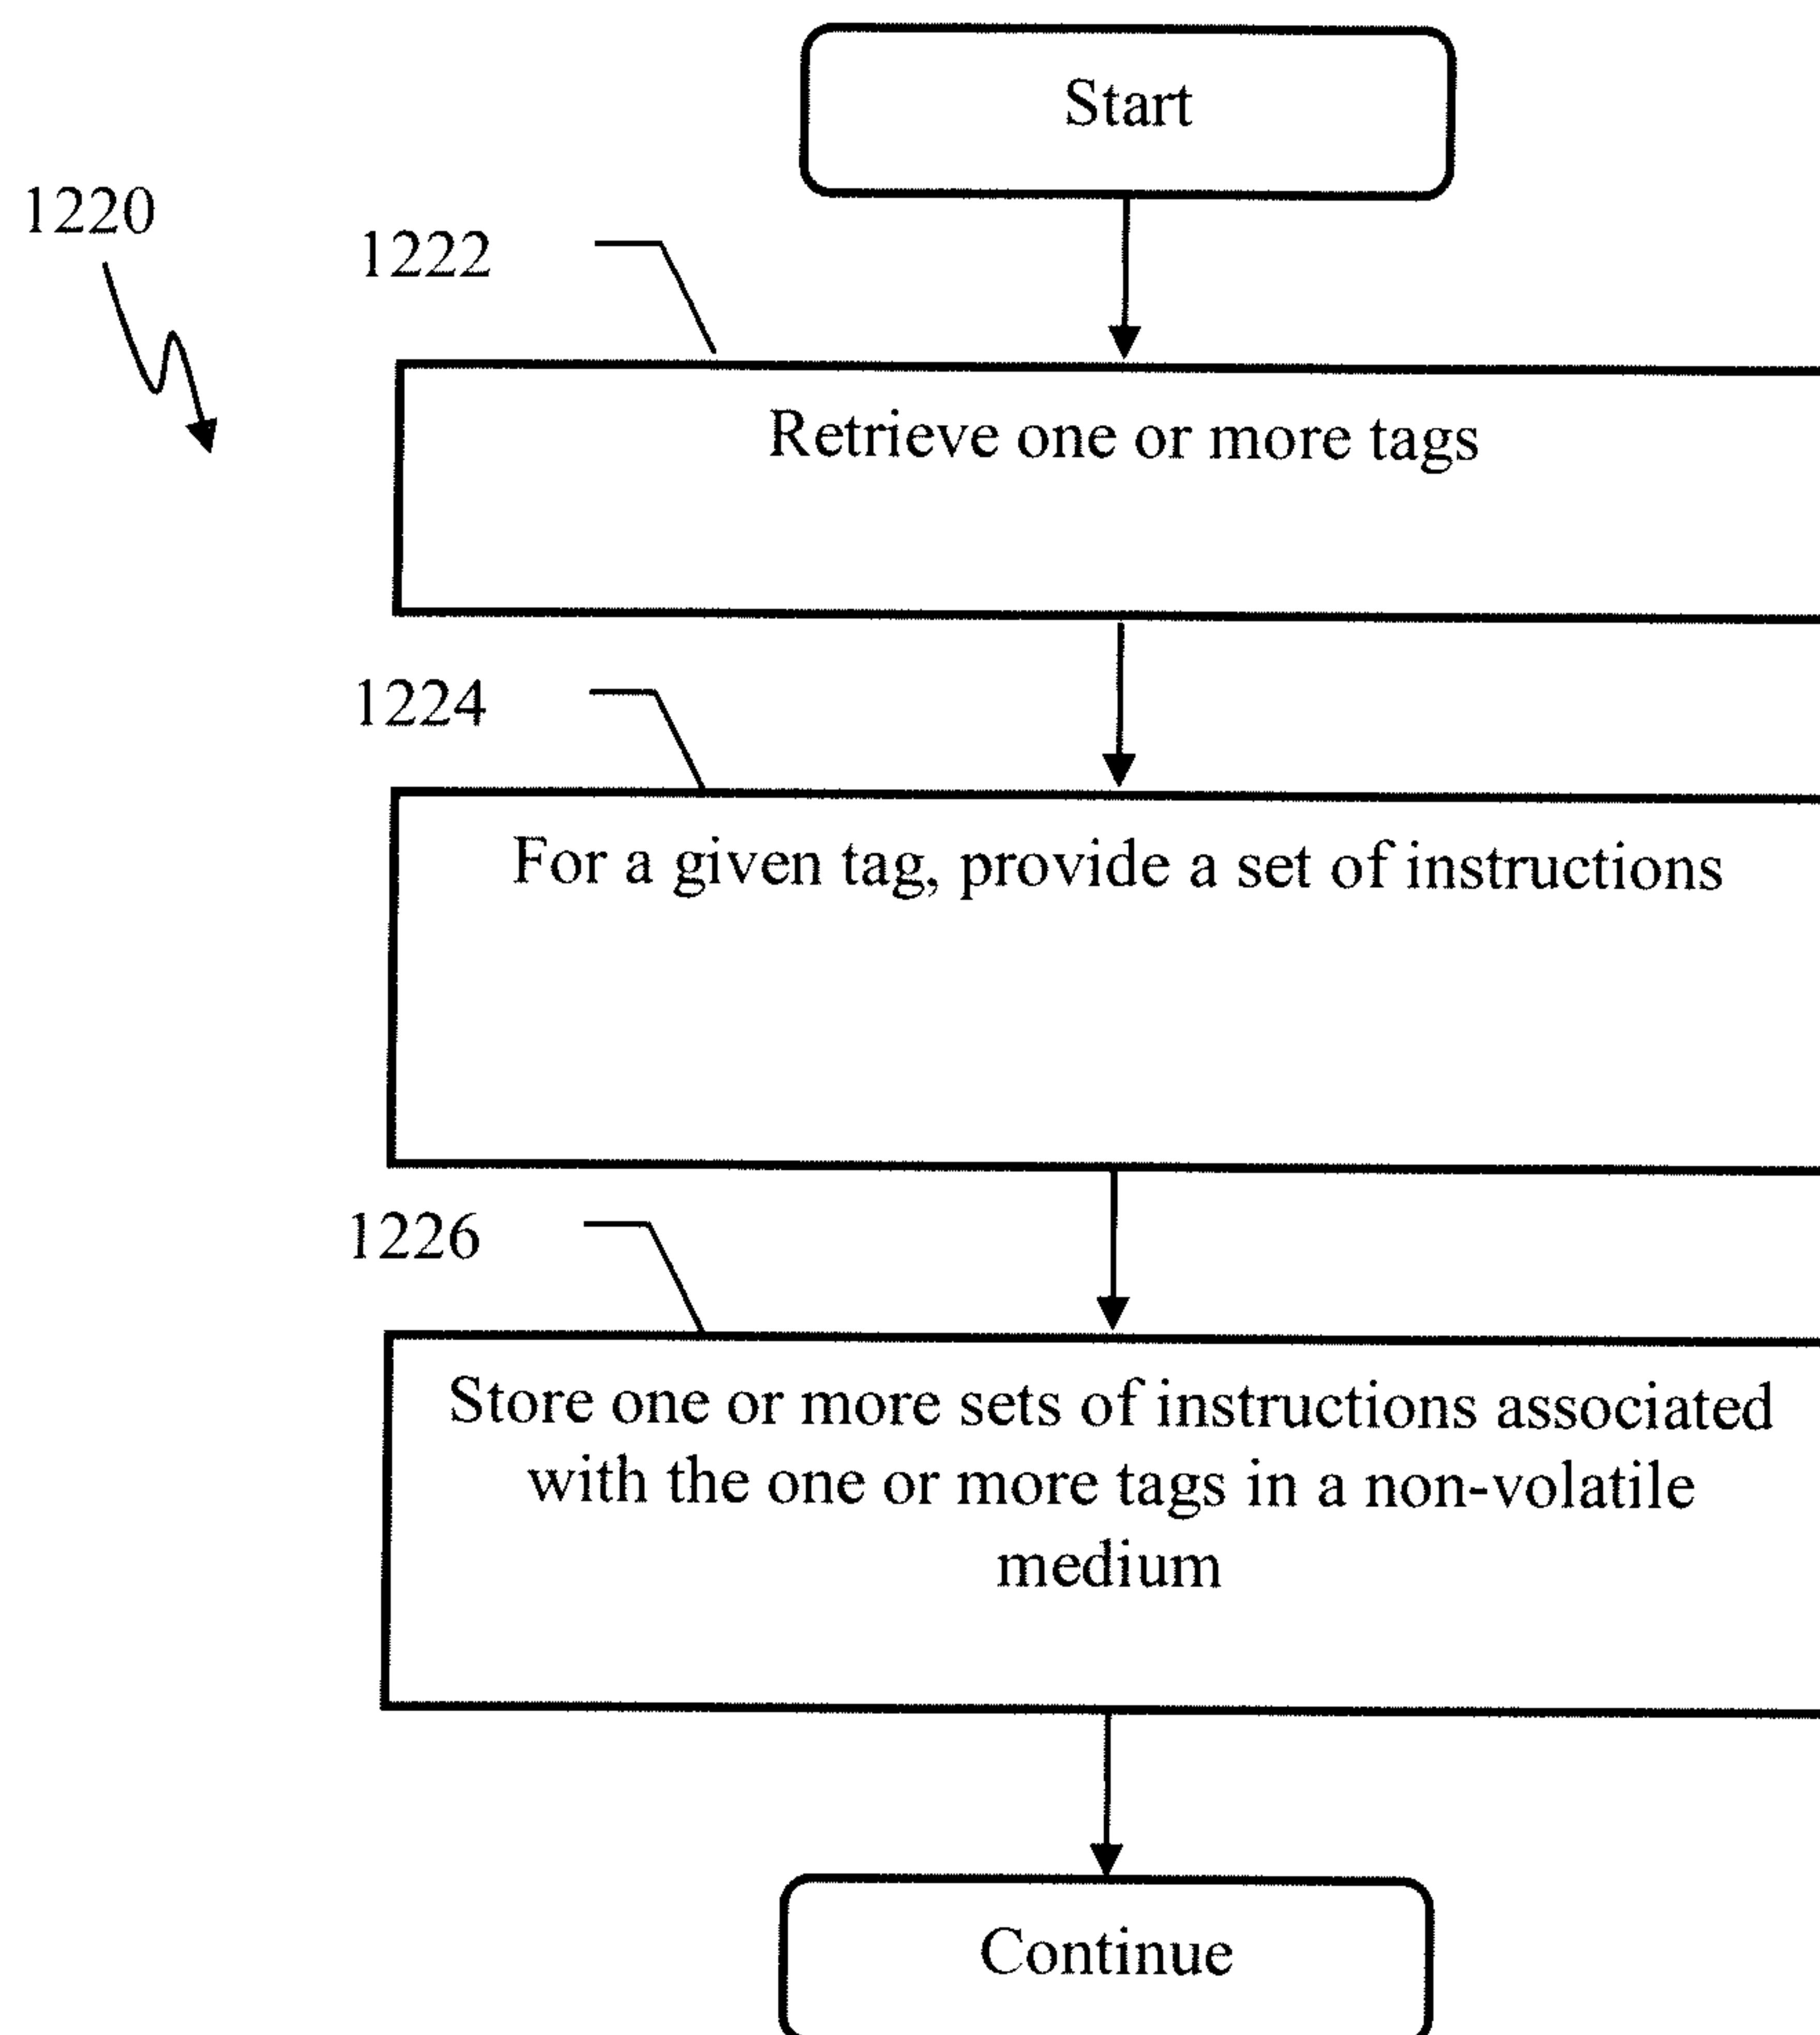 Start
1220
1222
Retrieve one or more tags
1224
For a given tag, provide a set of instructions
1226
Store one or more sets of instructions associated
with the one or more tags in a non-volatile
medium
Continue